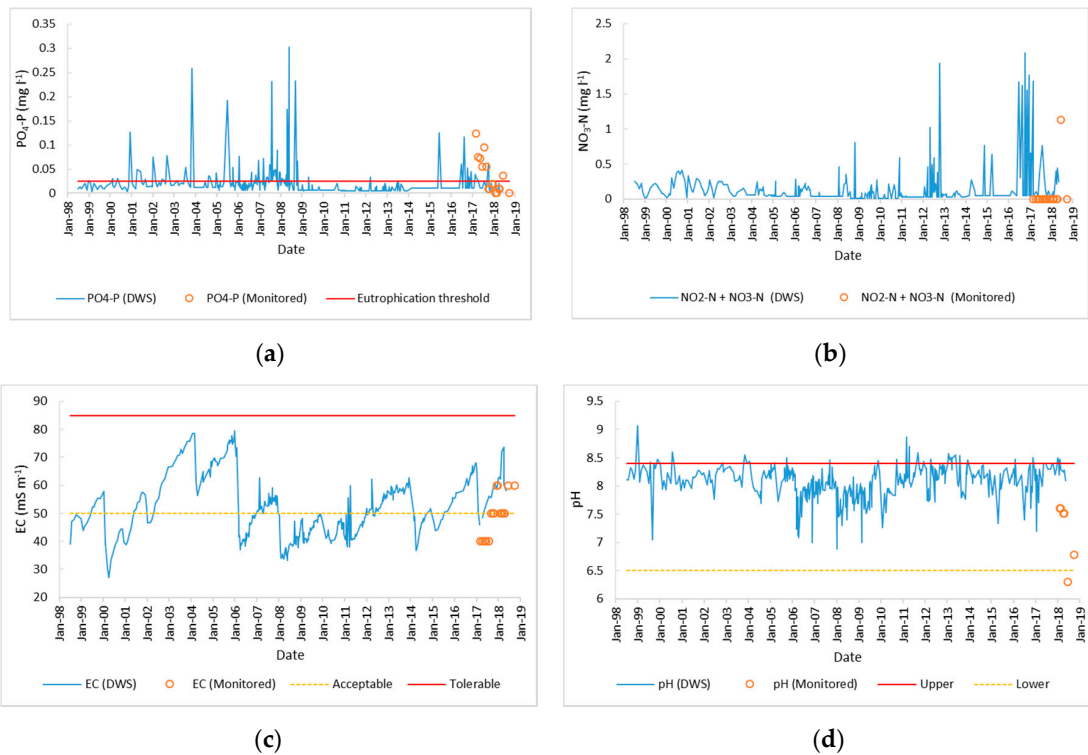 0.35
0.3
0.25
0.2
0.15
0.1
0.05
0
PO4-P (mg l-1)
Jan-98
Jan-99
Jan-00
Jan-01
Jan-02
Jan-03
Jan-04
Jan-05
Jan-06
Jan-07
Jan-08
Jan-09
Jan-10
Jan-11
Jan-12
Jan-13
Jan-14
Jan-15
Jan-16
Jan-17
Jan-18
Jan-19
Date
PO4-P (DWS) PO4-P (Monitored) Eutrophication threshold
(a)
2.5
2
1.5
1
0.5
0
NO3-N (mg l-1)
Jan-98
Jan-99
Jan-00
Jan-01
Jan-02
Jan-03
Jan-04
Jan-05
Jan-06
Jan-07
Jan-08
Jan-09
Jan-10
Jan-11
Jan-12
Jan-13
Jan-14
Jan-15
Jan-16
Jan-17
Jan-18
Jan-19
Date
NO2-N + NO3-N (DWS) NO2-N + NO3-N (Monitored)
(b)
90
80
70
60
50
40
30
20
EC (mS m-1)
Jan-98
Jan-99
Jan-00
Jan-01
Jan-02
Jan-03
Jan-04
Jan-05
Jan-06
Jan-07
Jan-08
Jan-09
Jan-10
Jan-11
Jan-12
Jan-13
Jan-14
Jan-15
Jan-16
Jan-17
Jan-18
Jan-19
Date
EC (DWS) EC (Monitored) Acceptable Tolerable
(c)
9.5
9
8.5
8
7.5
7
6.5
6
pH
Jan-98
Jan-99
Jan-00
Jan-01
Jan-02
Jan-03
Jan-04
Jan-05
Jan-06
Jan-07
Jan-08
Jan-09
Jan-10
Jan-11
Jan-12
Jan-13
Jan-14
Jan-15
Jan-16
Jan-17
Jan-18
Jan-19
Date
pH (DWS) pH (Monitored) Upper Lower
(d)